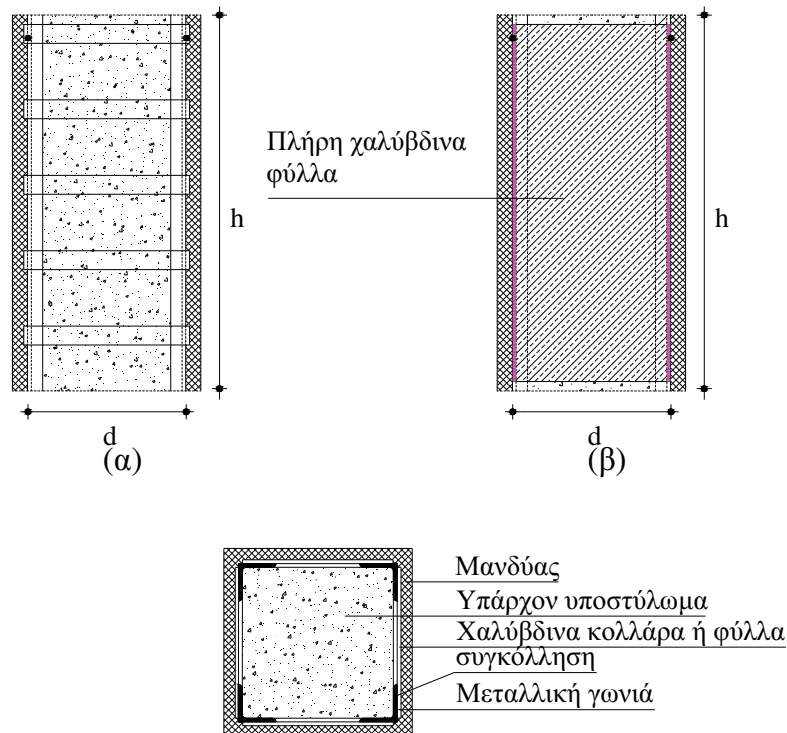 Πλήρη χαλύβδινα
φύλλα
h
h
d
(α)
d
(β)
Μανδύας
Υπάρχον υποστύλωμα
Χαλύβδινα κολλάρα ή φύλλα
συγκόλληση
Μεταλλική γωνιά